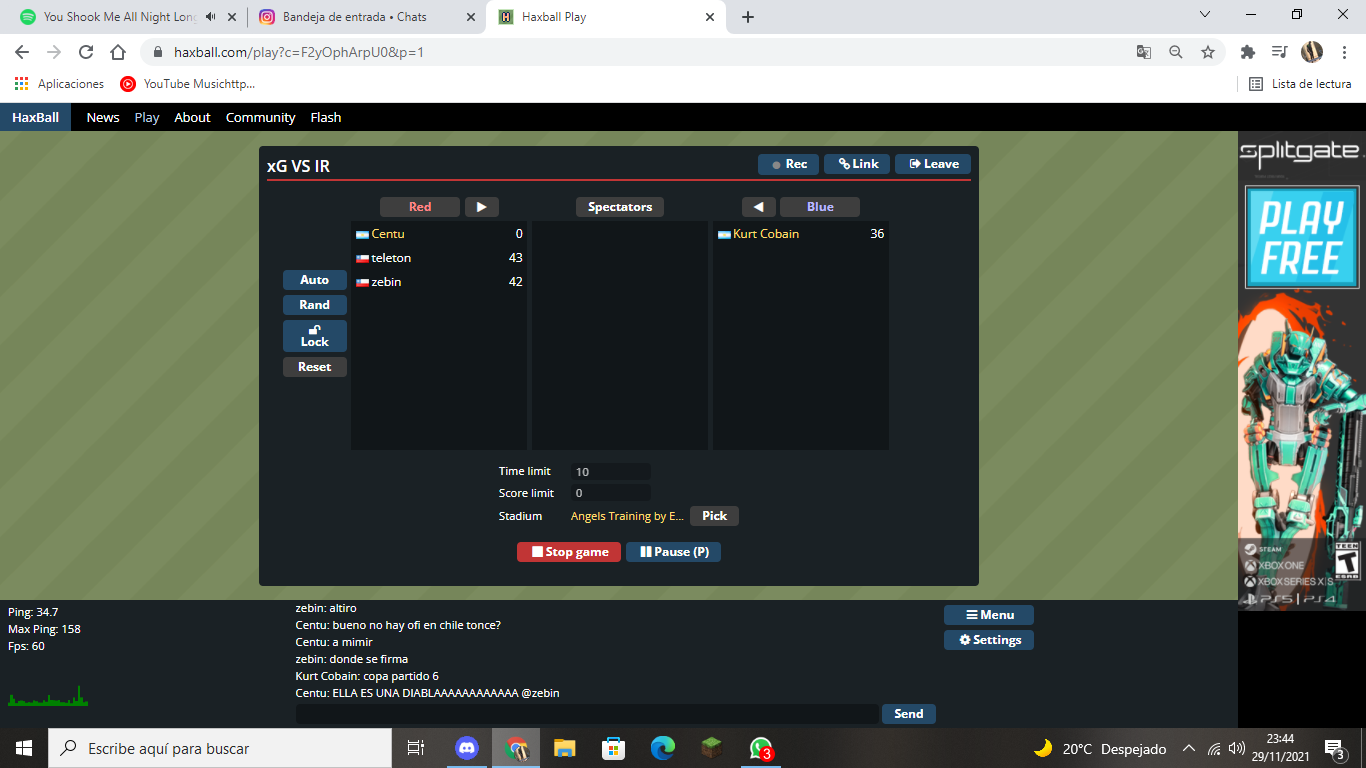 You Shook Me All Night Long
Bandeja de entrada • Chats
Haxball Play
haxball.com/play?c=F2yOphArpU0&p=1
Aplicaciones
YouTube Musichttp...
Lista de lectura
HaxBall
News
Play
About
Community
Flash
xG VS IR
Rec
Link
Leave
Red
Spectators
Blue
Centu 0
teleton 43
zebin 42
Kurt Cobain 36
Auto
Rand
Lock
Reset
Time limit 10
Score limit 0
Stadium Angels Training by E... Pick
Stop game
Pause (P)
splitgate
PLAY
FREE
STEAM
XBOX ONE
XBOX SERIES X|S
PS5 | PS4
TEEN
T
ESRB
Ping: 34.7
Max Ping: 158
Fps: 60
zebin: altiro
Centu: bueno no hay ofi en chile tonce?
Centu: a mimir
zebin: donde se firma
Kurt Cobain: copa partido 6
Centu: ELLA ES UNA DIABLAAAAAAAAAAAA @zebin
Send
Menu
Settings
Escribe aquí para buscar
3
20°C Despejado
23:44
29/11/2021
3